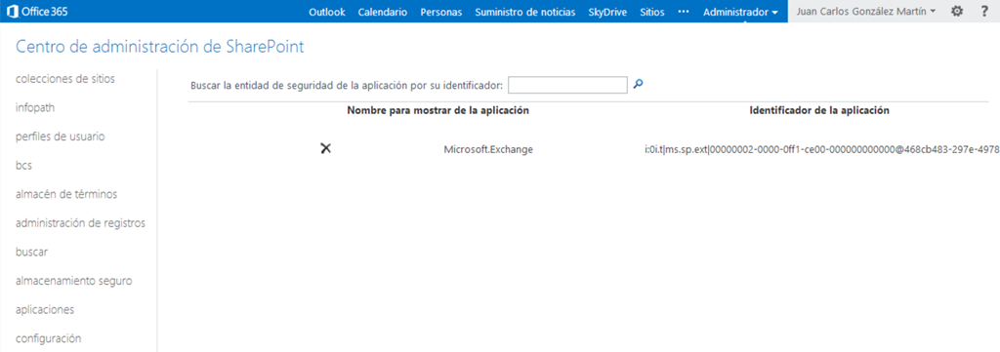 Office 365 Outlook Calendario Personas Suministro de noticias SkyDrive Sitios ··· Administrador Juan Carlos González Martín ?
Centro de administración de SharePoint
colecciones de sitios
infopath
perfiles de usuario
bcs
almacén de términos
administración de registros
buscar
almacenamiento seguro
aplicaciones
configuración
Buscar la entidad de seguridad de la aplicación por su identificador:
Nombre para mostrar de la aplicación Identificador de la aplicación
Microsoft.Exchange i:0i.t|ms.sp.ext|00000002-0000-0ff1-ce00-000000000000@468cb483-297e-4978